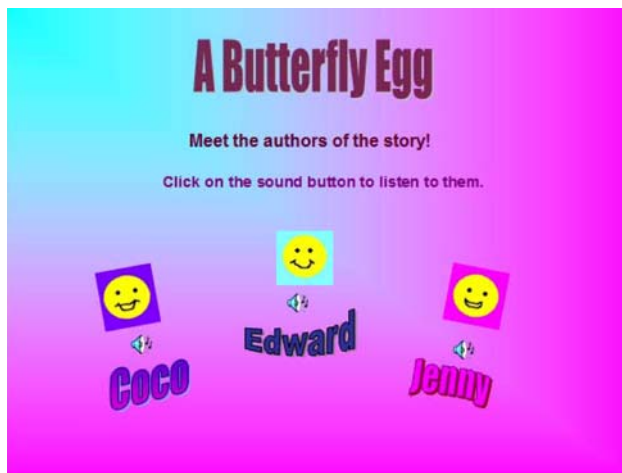 A Butterfly Egg
Meet the authors of the story!
Click on the sound button to listen to them.
Coco
Edward
Jenny